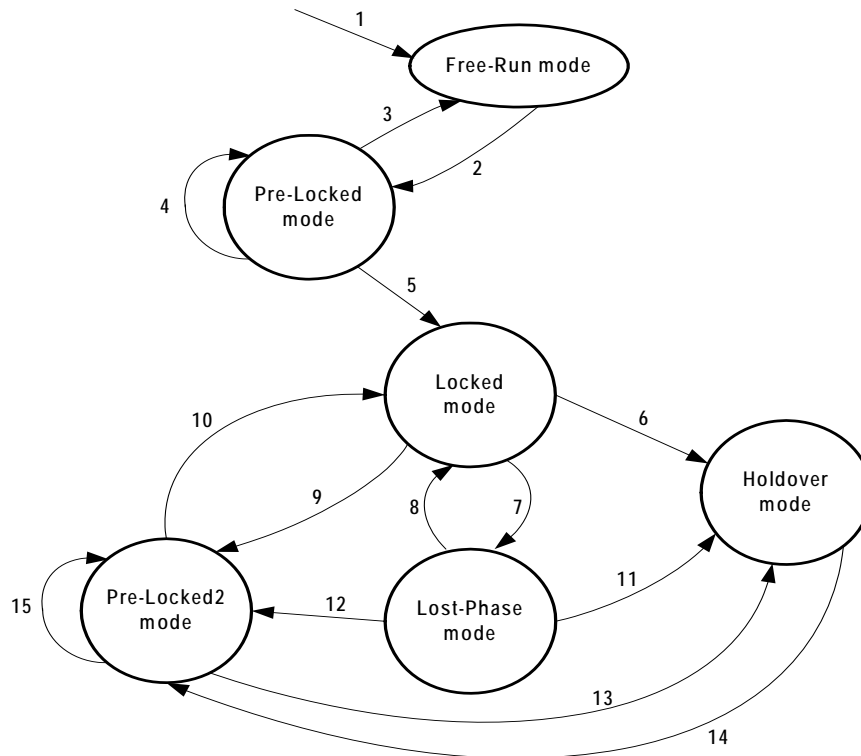 1
Free-Run mode
3
2
Pre-Locked
mode
4
5
Locked
mode
10
6
Holdover
mode
9
8
7
11
15
Pre-Locked2
mode
12
Lost-Phase
mode
13
14